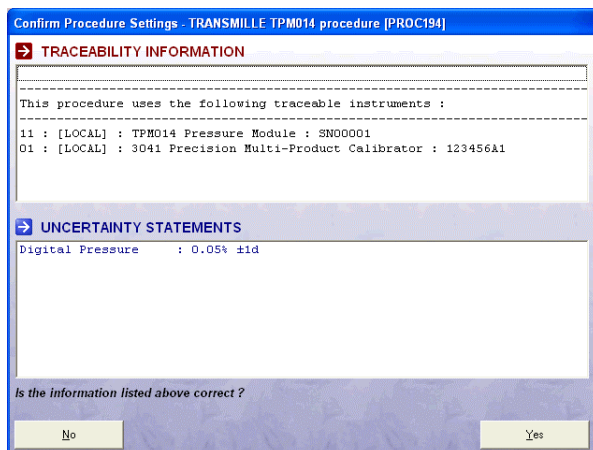 Confirm Procedure Settings - TRANSMILLE TPM014 procedure [PROC194]
TRACEABILITY INFORMATION
--------------------------------------------------------------------------------
This procedure uses the following traceable instruments :
--------------------------------------------------------------------------------
11 : [LOCAL] : TPM014 Pressure Module : SN00001
01 : [LOCAL] : 3041 Precision Multi-Product Calibrator : 123456A1
UNCERTAINTY STATEMENTS
Digital Pressure : 0.05% ±1d
Is the information listed above correct ?
No
Yes